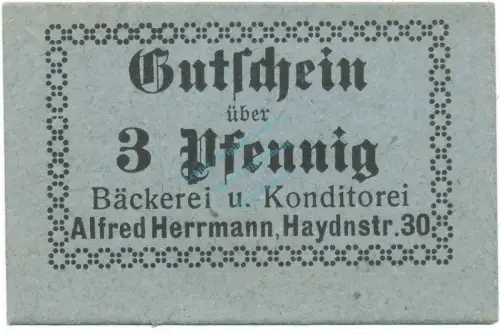 Gutschein
über
3 Pfennig
Bäckerei u. Konditorei
Alfred Herrmann, Haydnstr. 30.